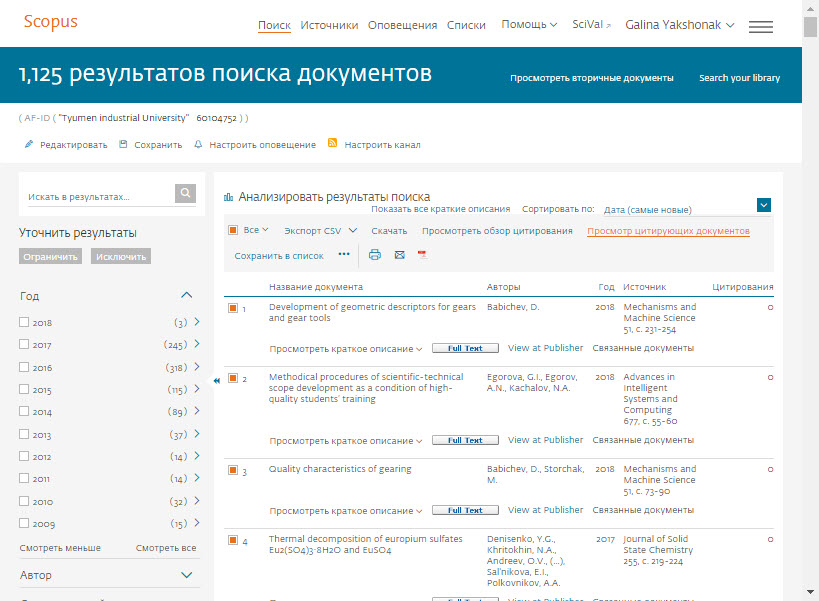 Scopus
Поиск Источники Оповещения Списки Помощь SciVal Galina Yakshonak
1,125 результатов поиска документов
Просмотреть вторичные документы Search your library
( AF-ID ( "Tyumen industrial University" 60104752 ) )
Редактировать Сохранить Настроить оповещение Настроить канал
Искать в результатах...
Уточнить результаты
Ограничить Исключить
Год
2018 (3)
2017 (245)
2016 (318)
2015 (115)
2014 (89)
2013 (37)
2012 (14)
2011 (14)
2010 (32)
2009 (15)
Смотреть меньше Смотреть все
Автор
Анализировать результаты поиска
Показать все краткие описания Сортировать по: Дата (самые новые)
Все Экспорт CSV Скачать Просмотреть обзор цитирования Просмотр цитирующих документов
Сохранить в список •••
Название документа Авторы Год Источник Цитирования
1 Development of geometric descriptors for gears Babichev, D. 2018 Mechanisms and 0
and gear tools Machine Science
51, с. 231-254
Просмотреть краткое описание Full Text View at Publisher Связанные документы
2 Methodical procedures of scientific-technical Egorova, G.I., Egorov, 2018 Advances in 0
scope development as a condition of high- A.N., Kachalov, N.A. Intelligent
quality students' training Systems and
Computing
677, с. 55-60
Просмотреть краткое описание Full Text View at Publisher Связанные документы
3 Quality characteristics of gearing Babichev, D., Storchak, 2018 Mechanisms and 0
M. Machine Science
51, с. 73-90
Просмотреть краткое описание Full Text View at Publisher Связанные документы
4 Thermal decomposition of europium sulfates Denisenko, Y.G., 2017 Journal of Solid 0
Eu2(SO4)3·8H2O and EuSO4 Khritokhin, N.A., State Chemistry
Andreev, O.V., (...), 255, с. 219-224
Sal'nikova, E.I.,
Polkovnikov, A.A.